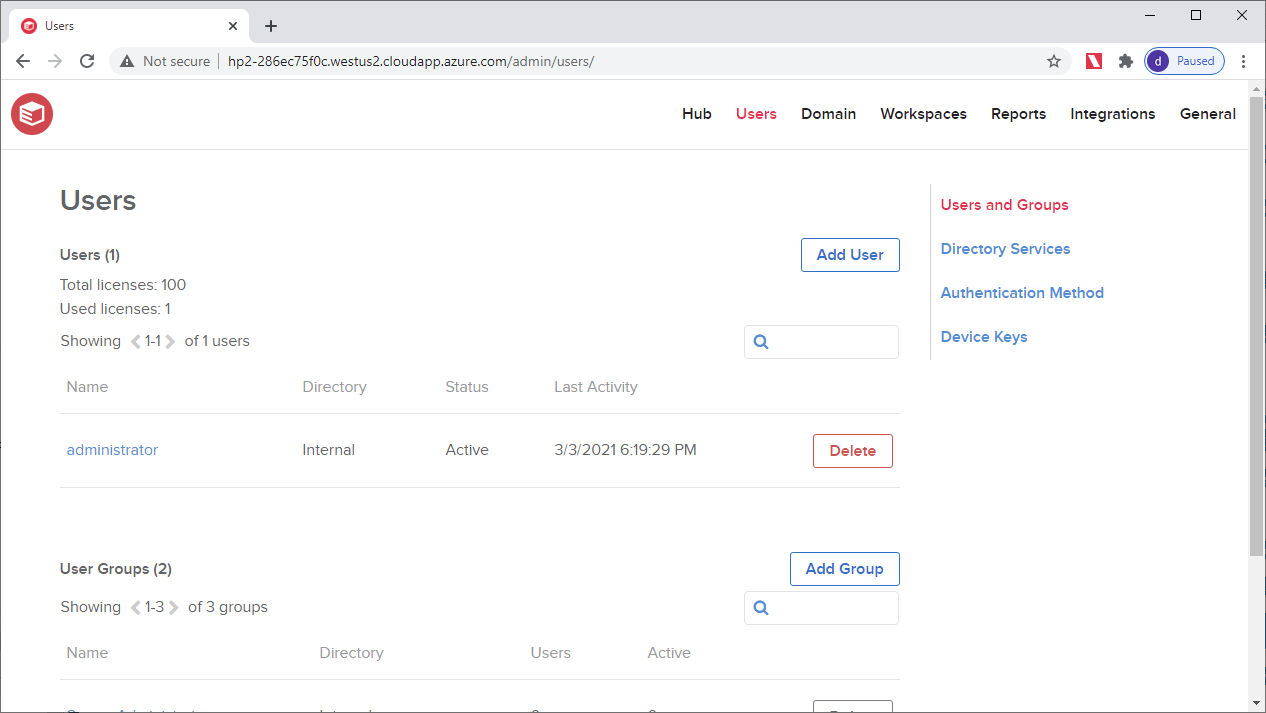 Users
Not secure hp2-286ec75f0c.westus2.cloudapp.azure.com/admin/users/ d Paused
Hub Users Domain Workspaces Reports Integrations General
Users
Users and Groups
Directory Services
Authentication Method
Device Keys
Users (1) Add User
Total licenses: 100
Used licenses: 1
Showing 1-1 of 1 users
Name Directory Status Last Activity
administrator Internal Active 3/3/2021 6:19:29 PM Delete
User Groups (2) Add Group
Showing 1-3 of 3 groups
Name Directory Users Active